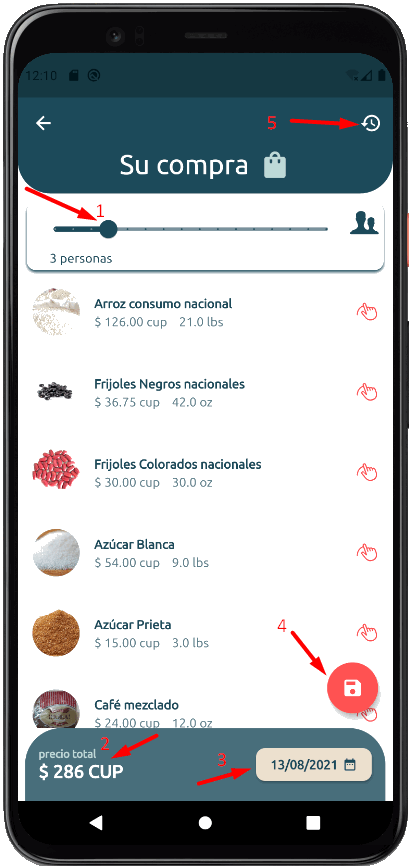 12:10
5
Su compra
1
3 personas
Arroz consumo nacional
$ 126.00 cup 21.0 lbs
Frijoles Negros nacionales
$ 36.75 cup 42.0 oz
Frijoles Colorados nacionales
$ 30.00 cup 30.0 oz
Azúcar Blanca
$ 54.00 cup 9.0 lbs
Azúcar Prieta
$ 15.00 cup 3.0 lbs
4
Café mezclado
$ 24.00 cup 12.0 oz
precio total
2
$ 286 CUP
3
13/08/2021